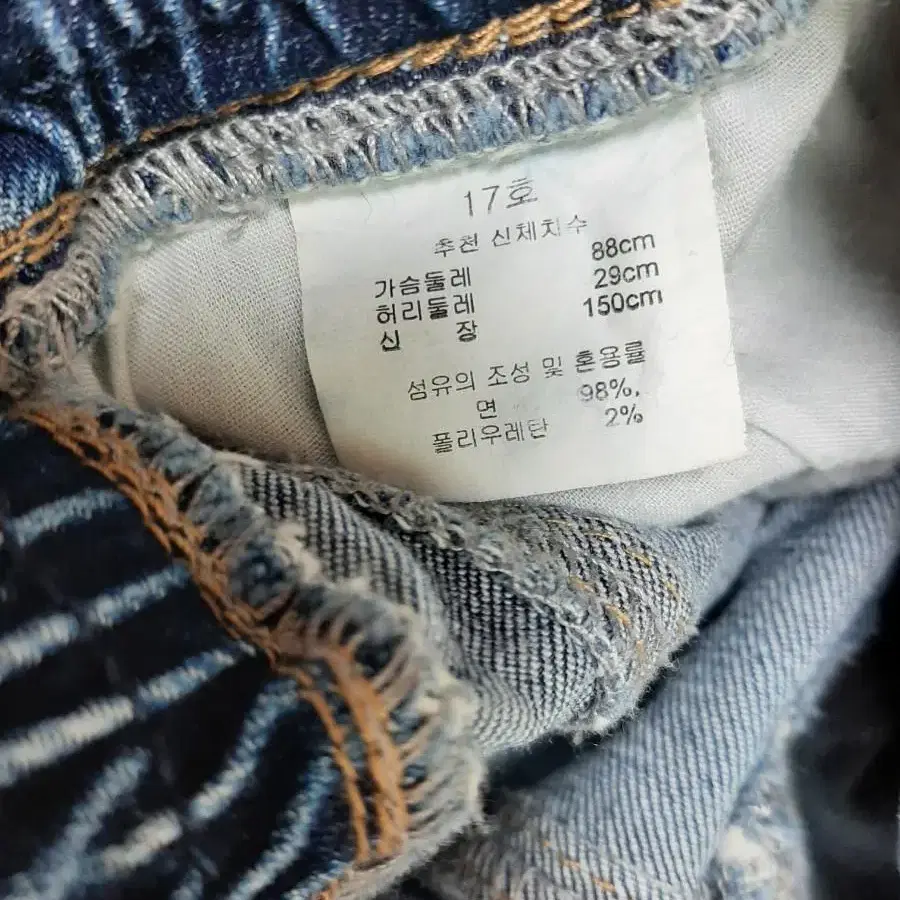 17호
추천 신체치수
가슴둘레 88cm
허리둘레 29cm
신 장 150cm
섬유의 조성 및 혼용률
면 98%,
폴리우레탄 2%